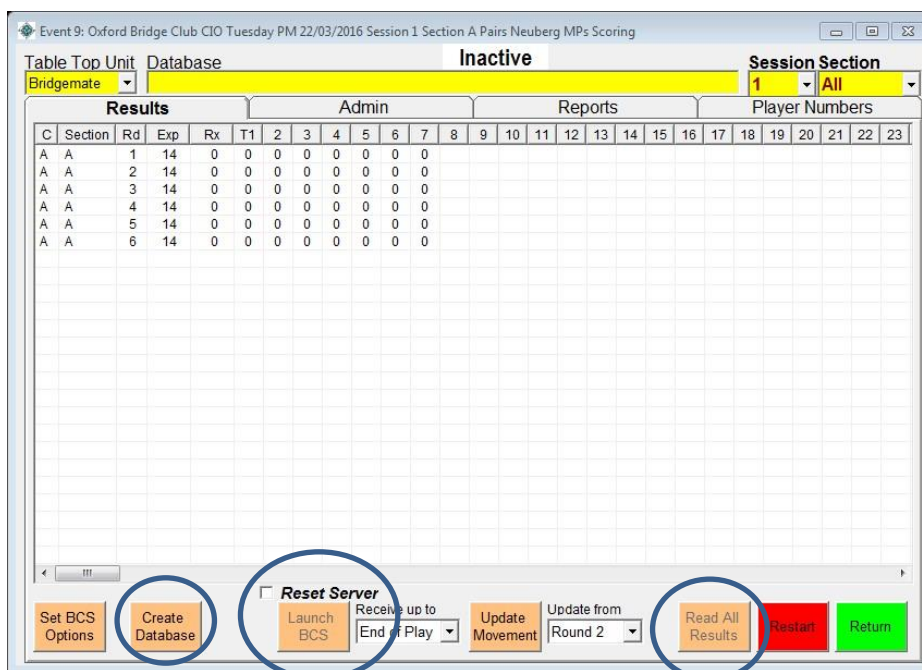 Event 9: Oxford Bridge Club CIO Tuesday PM 22/03/2016 Session 1 Section A Pairs Neuberg MPs Scoring
Table Top Unit Database Inactive Session Section
Bridgemate 1 All
Results Admin Reports Player Numbers
C Section Rd Exp Rx T1 2 3 4 5 6 7 8 9 10 11 12 13 14 15 16 17 18 19 20 21 22 23
A A 1 14 0 0 0 0 0 0 0 0
A A 2 14 0 0 0 0 0 0 0 0
A A 3 14 0 0 0 0 0 0 0 0
A A 4 14 0 0 0 0 0 0 0 0
A A 5 14 0 0 0 0 0 0 0 0
A A 6 14 0 0 0 0 0 0 0 0
Reset Server
Set BCS Options
Create Database
Launch BCS
Receive up to
End of Play
Update Movement
Update from
Round 2
Read All Results
Restart
Return